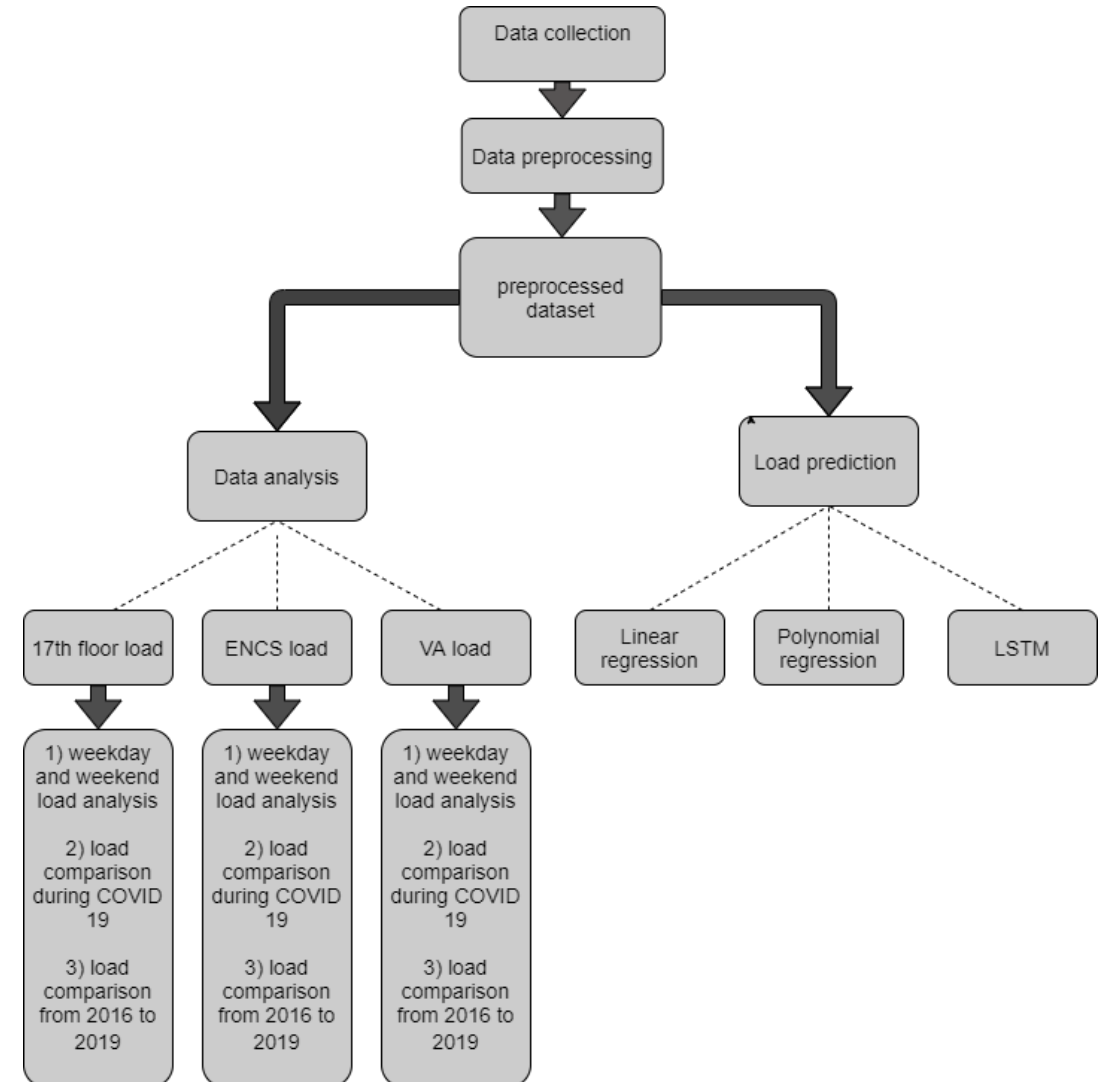 Data collection
Data preprocessing
preprocessed
dataset
Data analysis
Load prediction
17th floor load
ENCS load
VA load
Linear
regression
Polynomial
regression
LSTM
1) weekday
and weekend
load analysis
2) load
comparison
during COVID
19
3) load
comparison
from 2016 to
2019
1) weekday
and weekend
load analysis
2) load
comparison
during COVID
19
3) load
comparison
from 2016 to
2019
1) weekday
and weekend
load analysis
2) load
comparison
during COVID
19
3) load
comparison
from 2016 to
2019